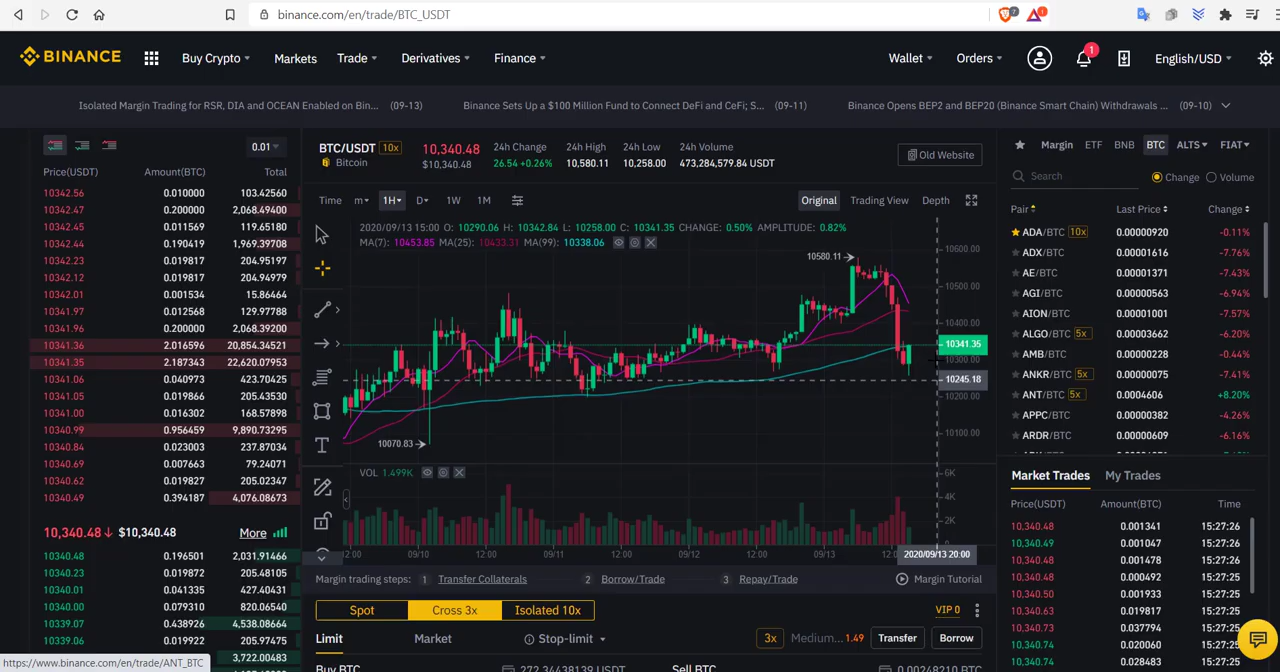 binance.com/en/trade/BTC_USDT
7
1
BINANCE
Buy Crypto
Markets
Trade
Derivatives
Finance
Wallet
Orders
1
English/USD
Isolated Margin Trading for RSR, DIA and OCEAN Enabled on Bin... (09-13)
Binance Sets Up a $100 Million Fund to Connect DeFi and CeFi; S... (09-11)
Binance Opens BEP2 and BEP20 (Binance Smart Chain) Withdrawals ... (09-10)
0.01
Price(USDT) Amount(BTC) Total
10342.56 0.010000 103.42560
10342.47 0.200000 2,068.49400
10342.45 0.011569 119.65180
10342.44 0.190419 1,969.39708
10342.23 0.019832 204.95197
10342.12 0.019832 204.94979
10342.01 0.001534 15.86464
10341.97 0.012568 129.97788
10341.96 0.200000 2,068.39200
10341.36 2.016596 20,854.34521
10341.35 2.187343 22,620.07953
10341.06 0.040973 423.70425
10341.05 0.019866 205.43530
10341.00 0.016302 168.57898
10340.99 0.956459 9,890.73295
10340.84 0.023003 237.87034
10340.69 0.007663 79.24071
10340.62 0.019827 205.02347
10340.49 0.394187 4,076.08673
10,340.48 $10,340.48 More
10340.48 0.196501 2,031.91466
10340.23 0.019872 205.48105
10340.01 0.041335 427.40431
10340.00 0.079310 820.06540
10339.07 0.438926 4,538.08664
10339.06 0.019922 205.97475
3,722.00483
https://www.binance.com/en/trade/ANT_BTC
BTC/USDT 10x
Bitcoin
10,340.48
$10,340.48
24h Change
26.54 +0.26%
24h High
10,580.11
24h Low
10,258.00
24h Volume
473,284,579.84 USDT
Old Website
Time m 1H D 1W 1M
Original Trading View Depth
2020/09/13 15:00 O: 10290.06 H: 10342.84 L: 10258.00 C: 10341.35 CHANGE: 0.50% AMPLITUDE: 0.82%
MA(7): 10453.85 MA(25): 10433.31 MA(99): 10338.06
10580.11
10070.83
10600.00
10500.00
10400.00
10341.35
10300.00
10245.18
10200.00
10100.00
VOL 1.499K
6K
4K
2K
0
12:00 09/10 12:00 09/11 12:00 09/12 12:00 09/13 2020/09/13 20:00
Margin trading steps: 1 Transfer Collaterals 2 Borrow/Trade 3 Repay/Trade Margin Tutorial
Spot Cross 3x Isolated 10x
VIP 0
Limit Market Stop-limit
3x Medium... 1.49 Transfer Borrow
Buy BTC 272.34438139 USDT Sell BTC 0.00248210 BTC
Margin ETF BNB BTC ALTS FIAT
Search
Change Volume
Pair Last Price Change
ADA/BTC 10x 0.00000920 -0.11%
ADX/BTC 0.00001616 -7.76%
AE/BTC 0.00001371 -7.43%
AGI/BTC 0.00000563 -6.94%
AION/BTC 0.00001001 -7.57%
ALGO/BTC 5x 0.00003662 -6.20%
AMB/BTC 0.00000228 -0.44%
ANKR/BTC 5x 0.00000075 -7.41%
ANT/BTC 5x 0.0004606 +8.20%
APPC/BTC 0.00000382 -4.26%
ARDR/BTC 0.00000609 -6.16%
Market Trades My Trades
Price(USDT) Amount(BTC) Time
10340.48 0.001341 15:27:26
10340.49 0.001047 15:27:26
10340.48 0.001478 15:27:26
10340.48 0.000492 15:27:25
10340.50 0.001933 15:27:25
10340.63 0.019817 15:27:25
10340.73 0.037794 15:27:25
10340.74 0.000070 15:27:25
10340.74 0.000068 15:27:24